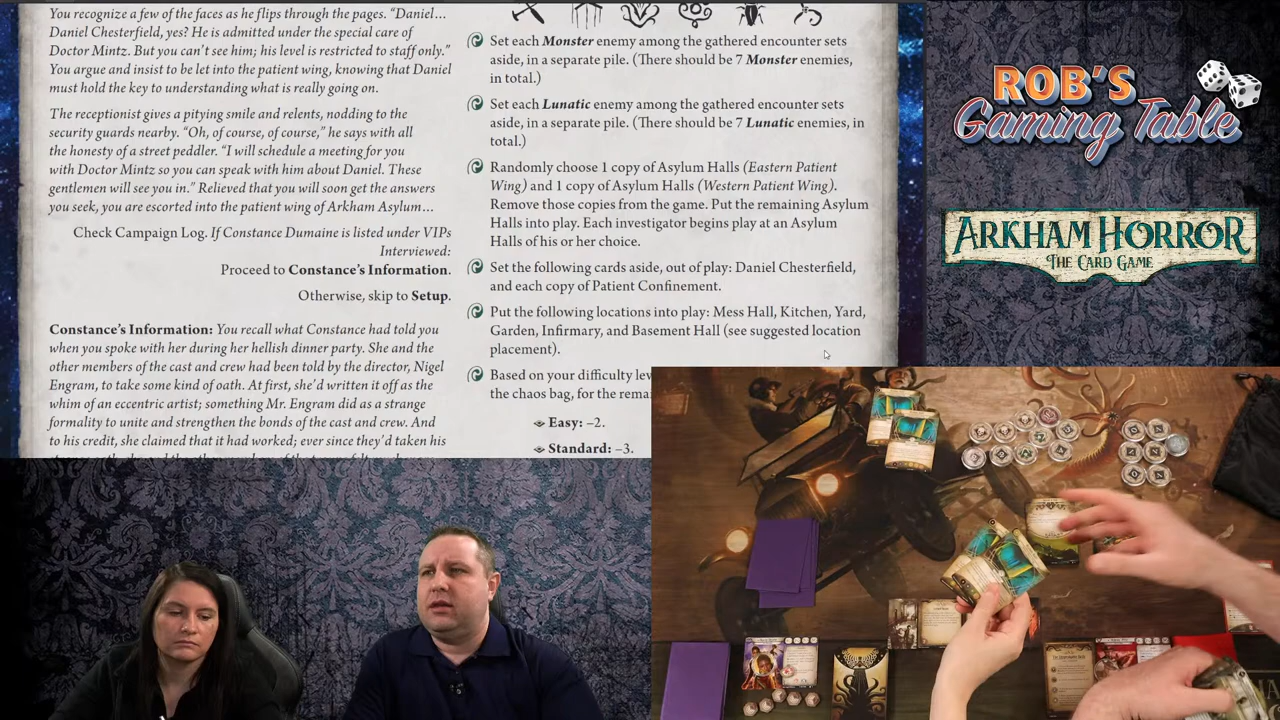 You recognize a few of the faces as he flips through the pages. “Daniel…
Daniel Chesterfield, yes? He is admitted under the special care of
Doctor Mintz. But you can’t see him; his level is restricted to staff only.”
You argue and insist to be let into the patient wing, knowing that Daniel
must hold the key to understanding what is really going on.
The receptionist gives a pitying smile and relents, nodding to the
security guards nearby. “Oh, of course, of course,” he says with all
the honesty of a street peddler. “I will schedule a meeting for you
with Doctor Mintz so you can speak with him about Daniel. These
gentlemen will see you in.” Relieved that you will soon get the answers
you seek, you are escorted into the patient wing of Arkham Asylum…
Check Campaign Log. If Constance Dumaine is listed under VIPs
Interviewed:
Proceed to Constance’s Information.
Otherwise, skip to Setup.
Constance’s Information: You recall what Constance had told you
when you spoke with her during her hellish dinner party. She and the
other members of the cast and crew had been told by the director, Nigel
Engram, to take some kind of oath. At first, she’d written it off as the
whim of an eccentric artist; something Mr. Engram did as a strange
formality to unite and strengthen the bonds of the cast and crew. And
to his credit, she claimed that it had worked; ever since they’d taken his
Set each Monster enemy among the gathered encounter sets
aside, in a separate pile. (There should be 7 Monster enemies,
in total.)
Set each Lunatic enemy among the gathered encounter sets
aside, in a separate pile. (There should be 7 Lunatic enemies, in
total.)
Randomly choose 1 copy of Asylum Halls (Eastern Patient
Wing) and 1 copy of Asylum Halls (Western Patient Wing).
Remove those copies from the game. Put the remaining Asylum
Halls into play. Each investigator begins play at an Asylum
Halls of his or her choice.
Set the following cards aside, out of play: Daniel Chesterfield,
and each copy of Patient Confinement.
Put the following locations into play: Mess Hall, Kitchen, Yard,
Garden, Infirmary, and Basement Hall (see suggested location
placement).
Based on your difficulty lev
the chaos bag, for the remai
Easy: –2.
Standard: –3.
ROB'S
Gaming Table
ARKHAM HORROR
THE CARD GAME